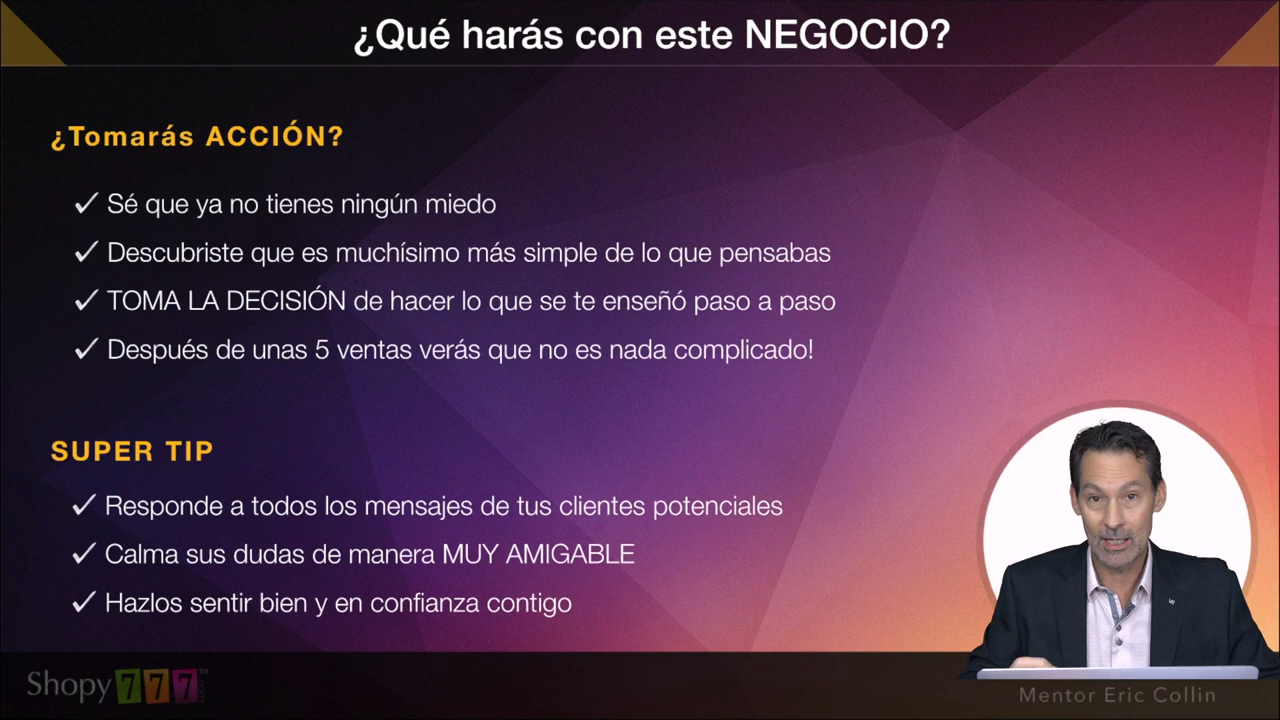 ¿Qué harás con este NEGOCIO?
¿Tomarás ACCIÓN?
✓ Sé que ya no tienes ningún miedo
✓ Descubriste que es muchísimo más simple de lo que pensabas
✓ TOMA LA DECISIÓN de hacer lo que se te enseñó paso a paso
✓ Después de unas 5 ventas verás que no es nada complicado!
SUPER TIP
✓ Responde a todos los mensajes de tus clientes potenciales
✓ Calma sus dudas de manera MUY AMIGABLE
✓ Hazlos sentir bien y en confianza contigo
Shopy777™
Mentor Eric Collin